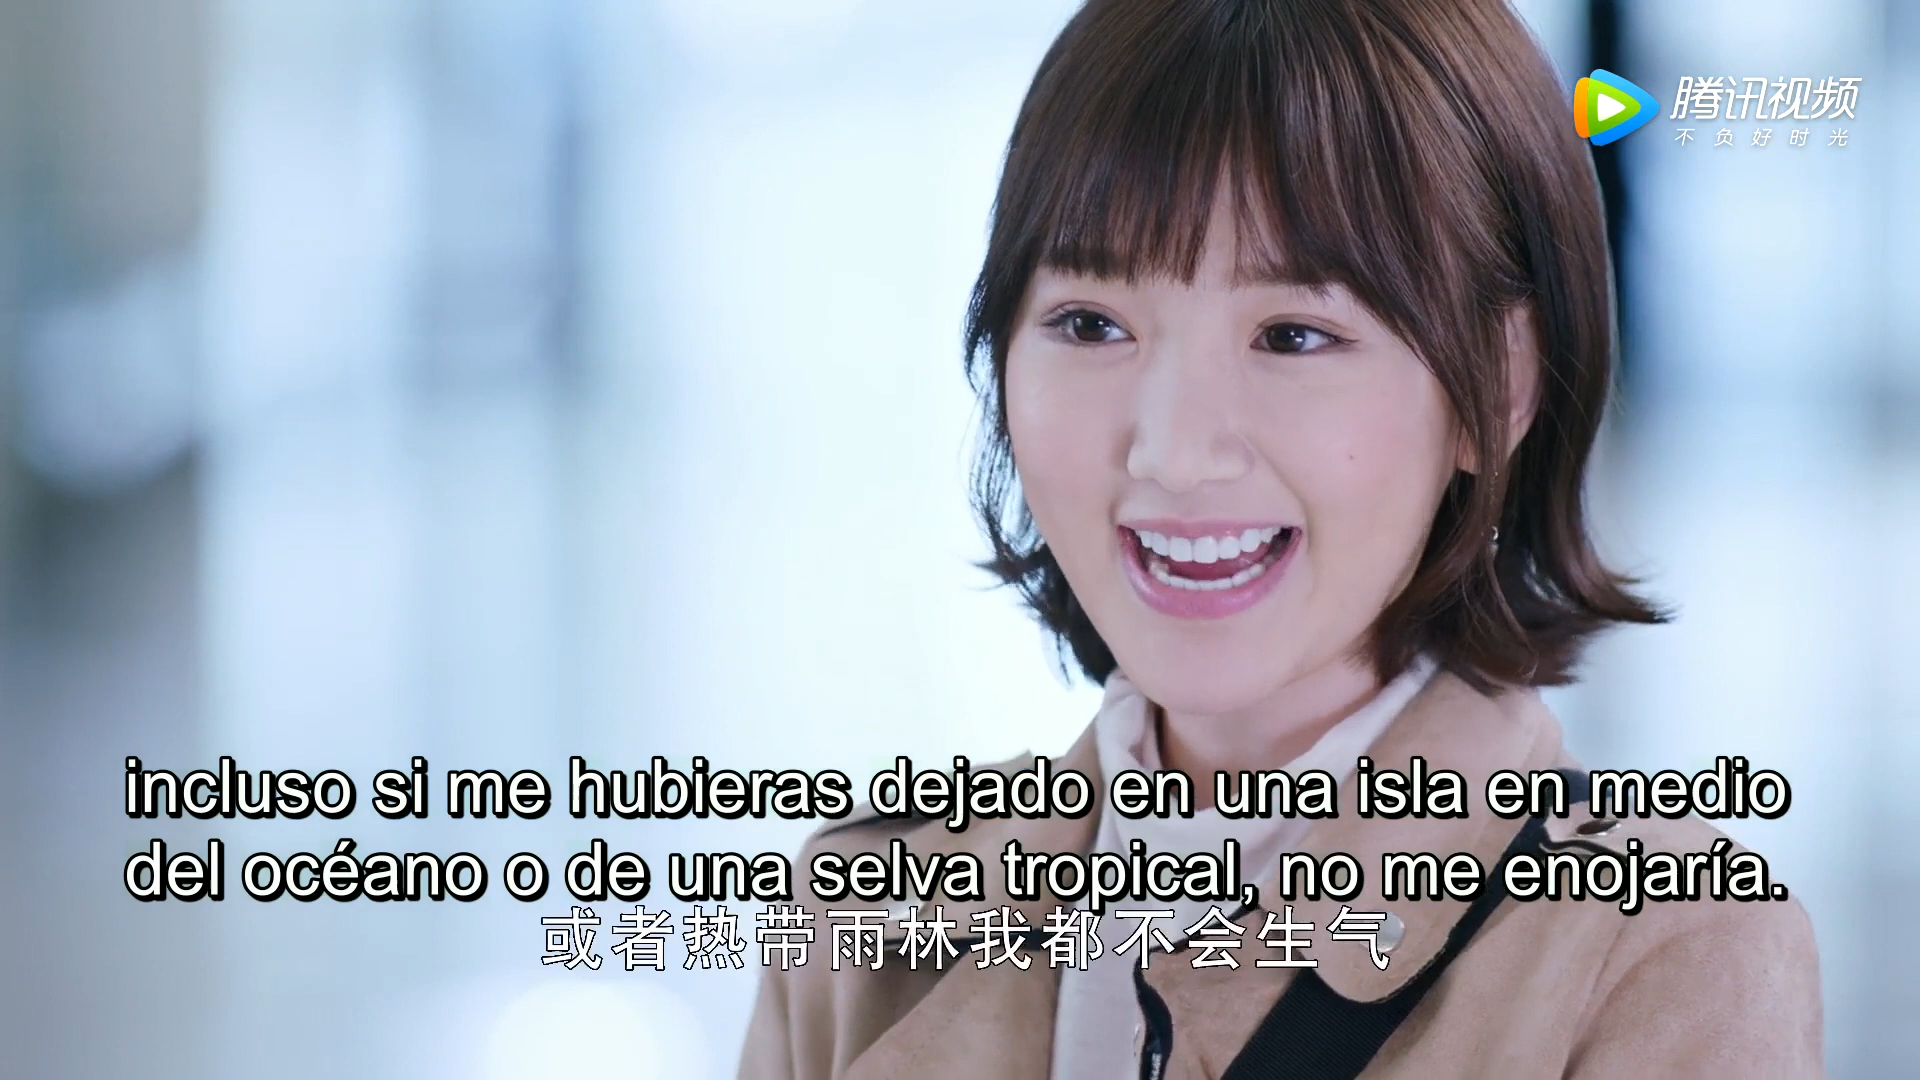 腾讯视频
不负好时光
incluso si me hubieras dejado en una isla en medio
del océano o de una selva tropical, no me enojaría.
或者热带雨林我都不会生气